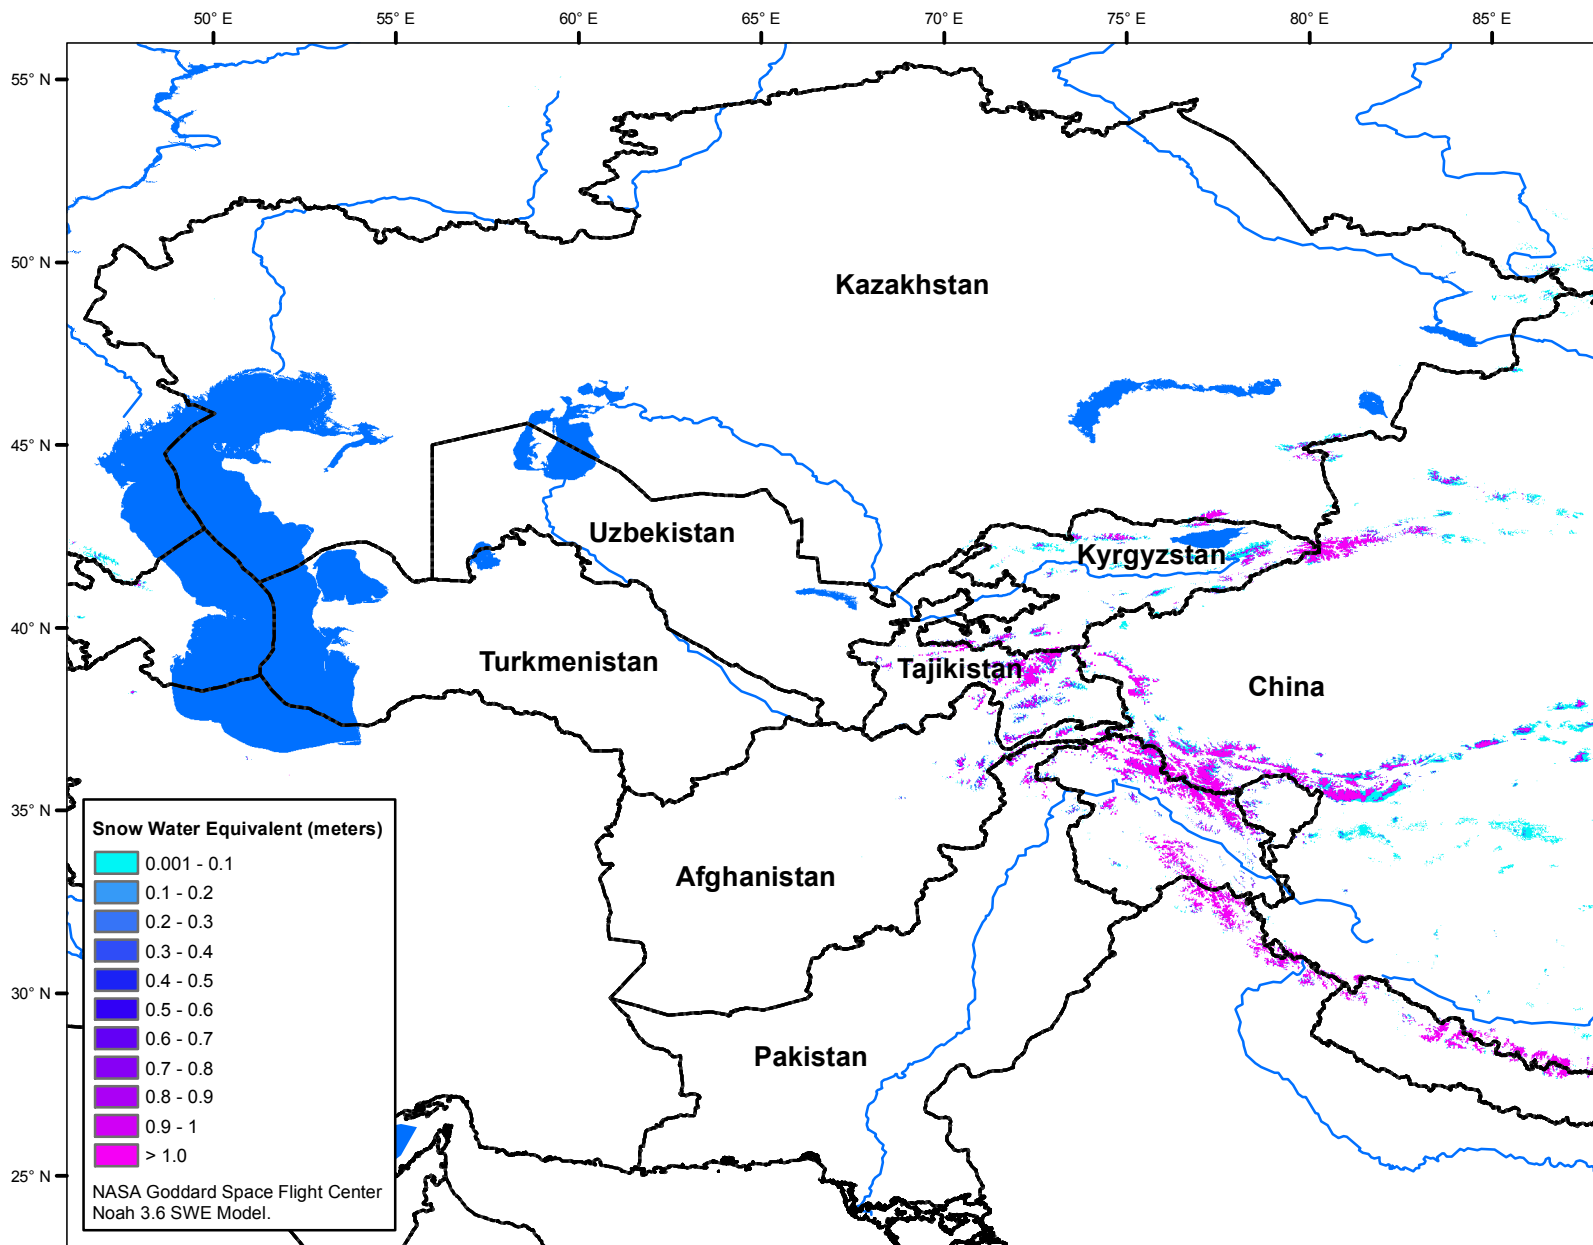 50° E
55° E
60° E
65° E
70° E
75° E
80° E
85° E
55° N
50° N
45° N
40° N
35° N
30° N
25° N
Kazakhstan
Uzbekistan
Kyrgyzstan
Turkmenistan
Tajikistan
China
Afghanistan
Pakistan
Snow Water Equivalent (meters)
0.001 - 0.1
0.1 - 0.2
0.2 - 0.3
0.3 - 0.4
0.4 - 0.5
0.5 - 0.6
0.6 - 0.7
0.7 - 0.8
0.8 - 0.9
0.9 - 1
> 1.0
NASA Goddard Space Flight Center
Noah 3.6 SWE Model.